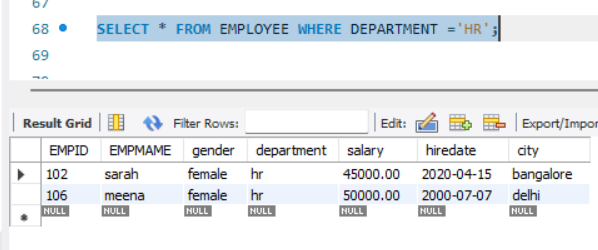 67
68 SELECT * FROM EMPLOYEE WHERE DEPARTMENT ='HR';
69
70
Result Grid Filter Rows: Edit: Export/Impor
EMPID EMPMAME gender department salary hiredate city
102 sarah female hr 45000.00 2020-04-15 bangalore
106 meena female hr 50000.00 2000-07-07 delhi
NULL NULL NULL NULL NULL NULL NULL